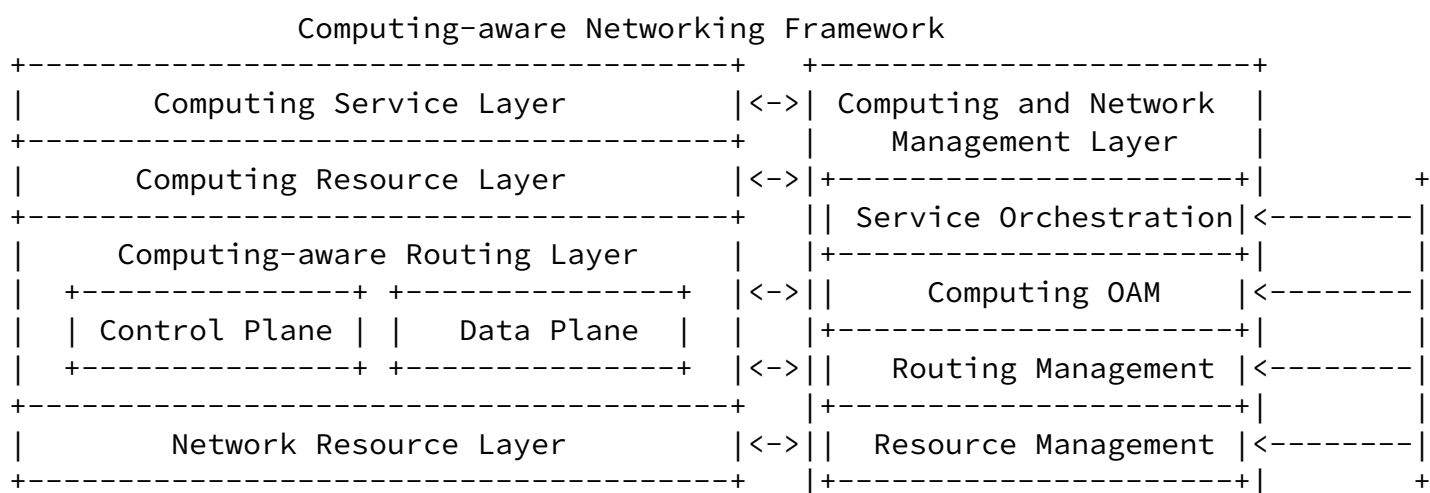 Computing-aware Networking Framework
+---------------------------------------+   +------------------------+
|       Computing Service Layer         |<->| Computing and Network  |
+---------------------------------------+   |    Management Layer    |
|      Computing Resource Layer         |<->|+----------------------+|        +
+---------------------------------------+   || Service Orchestration|<--------|
|     Computing-aware Routing Layer     |   |+----------------------+|        |
|  +---------------+ +---------------+  |<->||     Computing OAM    |<--------|
|  | Control Plane | |   Data Plane  |  |   |+----------------------+|        |
|  +---------------+ +---------------+  |<->||   Routing Management |<--------|
+---------------------------------------+   |+----------------------+|        |
|        Network Resource Layer         |<->||  Resource Management |<--------|
+---------------------------------------+   |+----------------------+|        +